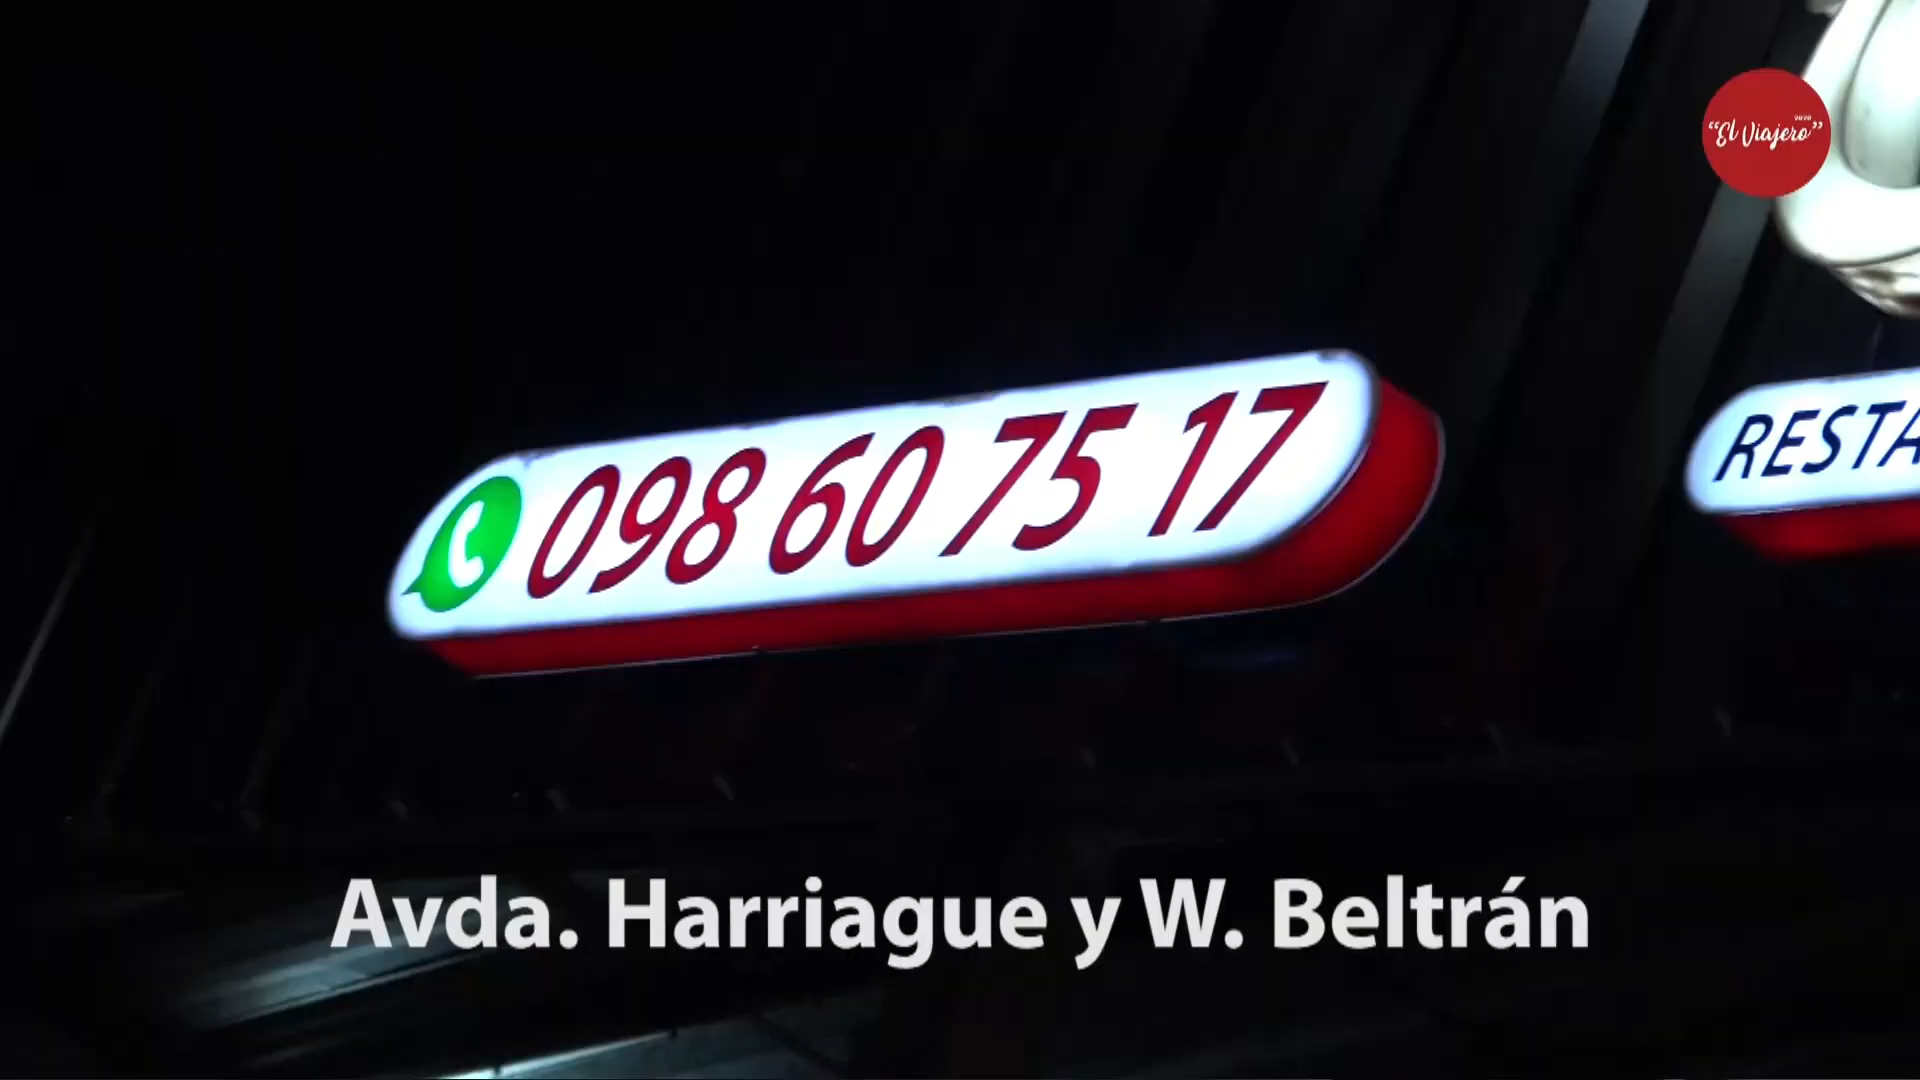 “El Viajero”
098 60 75 17
RESTA
Avda. Harriague y W. Beltrán